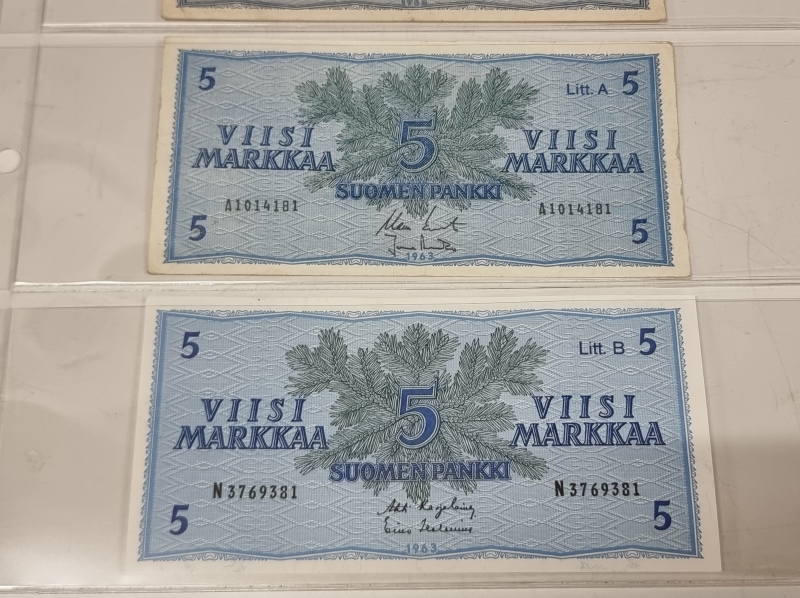 1963
5
Litt. A 5
VIISI
MARKKAA
5
VIISI
MARKKAA
SUOMEN PANKKI
A1014181
A1014181
5
5
1963
5
Litt. B 5
VIISI
MARKKAA
5
VIISI
MARKKAA
SUOMEN PANKKI
N3769381
N3769381
5
5
1963